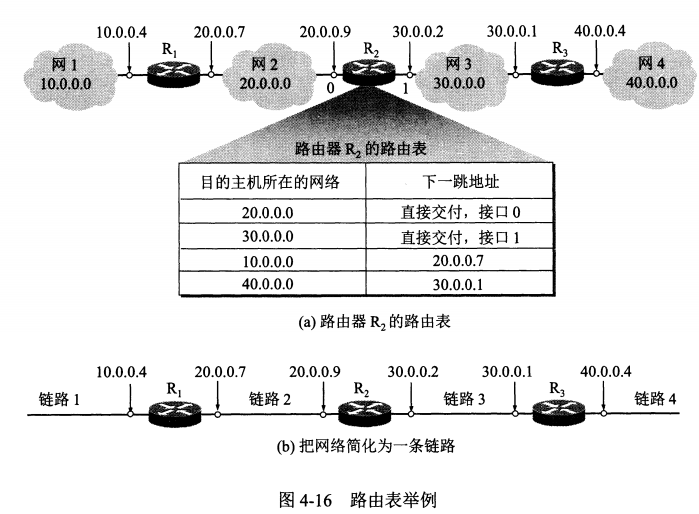 10.0.0.4 20.0.0.7 20.0.0.9 30.0.0.2 30.0.0.1 40.0.0.4
R₁ R₂ R₃
网 1 网 2 网 3 网 4
10.0.0.0 20.0.0.0 30.0.0.0 40.0.0.0
0 1
路由器 R₂ 的路由表
目的主机所在的网络 下一跳地址
20.0.0.0 直接交付，接口 0
30.0.0.0 直接交付，接口 1
10.0.0.0 20.0.0.7
40.0.0.0 30.0.0.1
(a) 路由器 R₂ 的路由表
10.0.0.4 20.0.0.7 20.0.0.9 30.0.0.2 30.0.0.1 40.0.0.4
链路 1 R₁ 链路 2 R₂ 链路 3 R₃ 链路 4
(b) 把网络简化为一条链路
图 4-16 路由表举例